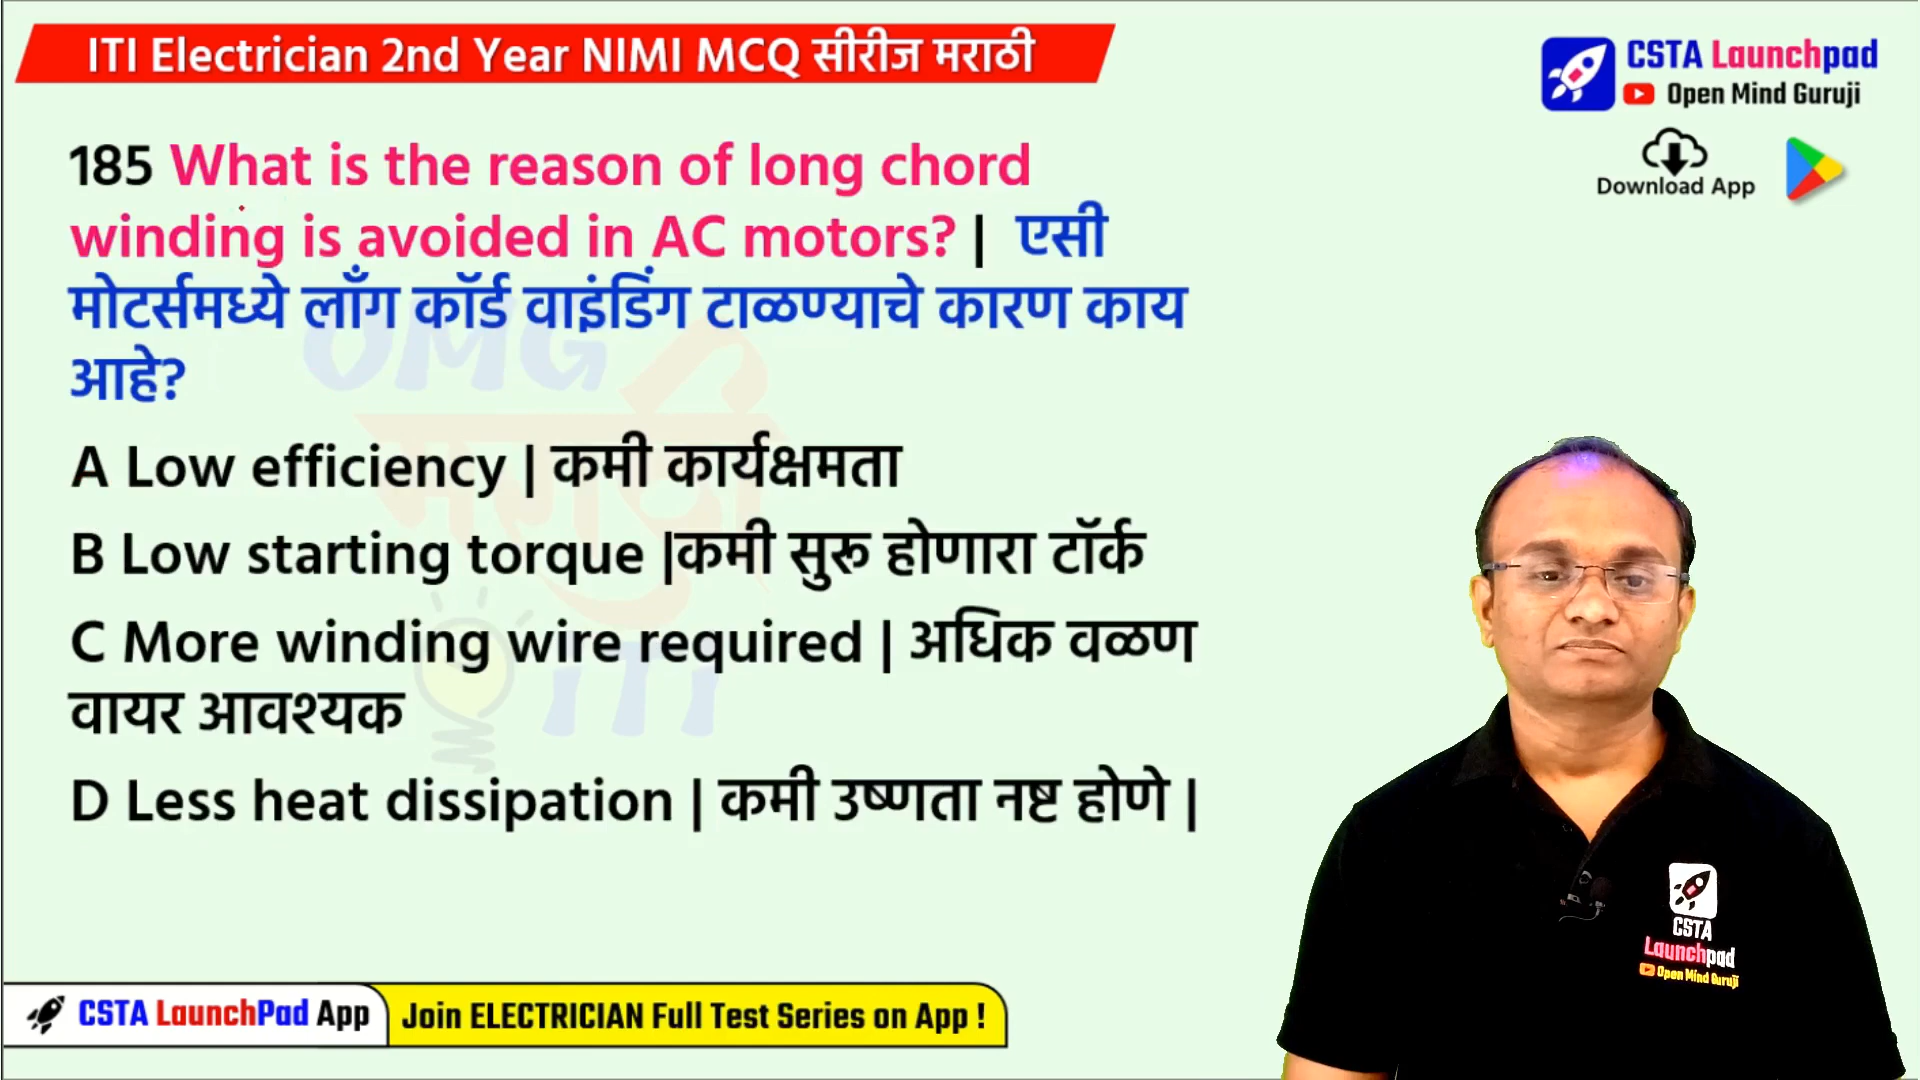 ITI Electrician 2nd Year NIMI MCQ सीरीज मराठी
CSTA Launchpad
Open Mind Guruji
Download App
185 What is the reason of long chord
winding is avoided in AC motors? | एसी
मोटर्समध्ये लाँग कॉर्ड वाइंडिंग टाळण्याचे कारण काय
आहे?
OMG
मराठी
ITI
A Low efficiency | कमी कार्यक्षमता
B Low starting torque |कमी सुरू होणारा टॉर्क
C More winding wire required | अधिक वळण
वायर आवश्यक
D Less heat dissipation | कमी उष्णता नष्ट होणे |
CSTA
Launchpad
Open Mind Guruji
CSTA LaunchPad App
Join ELECTRICIAN Full Test Series on App !